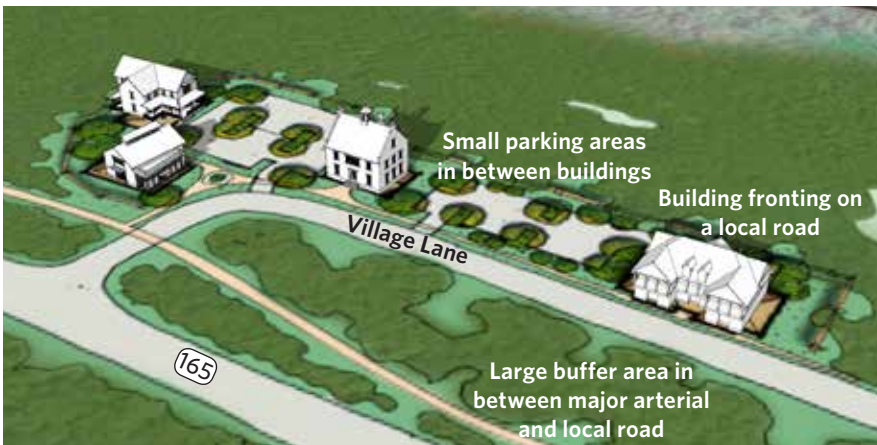 Small parking areas
in between buildings
Building fronting on
a local road
Village Lane
165
Large buffer area in
between major arterial
and local road